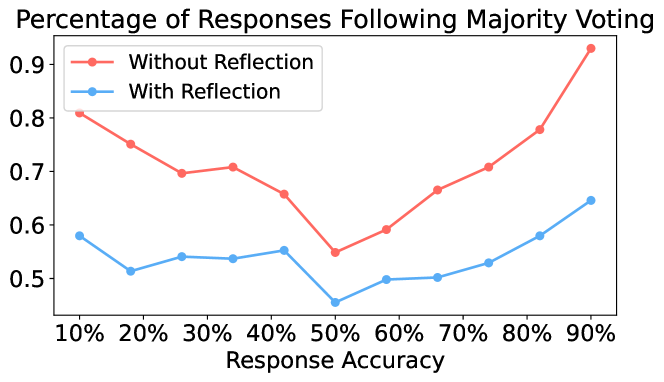 Percentage of Responses Following Majority Voting
Without Reflection
With Reflection
0.9
0.8
0.7
0.6
0.5
10% 20% 30% 40% 50% 60% 70% 80% 90%
Response Accuracy